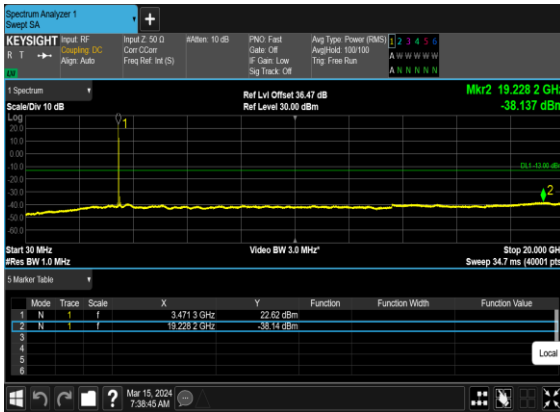 Spectrum Analyzer 1
Swept SA
+
KEYSIGHT
R T
Input: RF
Coupling: DC
Align: Auto
Input Z: 50 Ω
Corr CCorr
Freq Ref: Int (S)
#Atten: 10 dB
PNO: Fast
Gate: Off
IF Gain: Low
Sig Track: Off
Avg Type: Power (RMS)
Avg|Hold: 100/100
Trig: Free Run
1 2 3 4 5 6
A W W W W W
A N N N N N
1 Spectrum
Scale/Div 10 dB
Ref Lvl Offset 36.47 dB
Ref Level 30.00 dBm
Mkr2 19.228 2 GHz
-38.137 dBm
Log
20.0
10.0
0.00
-10.0
-20.0
-30.0
-40.0
-50.0
-60.0
1
DL1 -13.00 dBm
2
Start 30 MHz
#Res BW 1.0 MHz
Video BW 3.0 MHz*
Stop 20.000 GHz
Sweep 34.7 ms (40001 pts)
5 Marker Table
Mode Trace Scale X Y Function Function Width Function Value
1 N 1 f 3.471 3 GHz 22.62 dBm
2 N 1 f 19.228 2 GHz -38.14 dBm
3
4
5
6
Local
?
Mar 15, 2024
7:38:45 AM